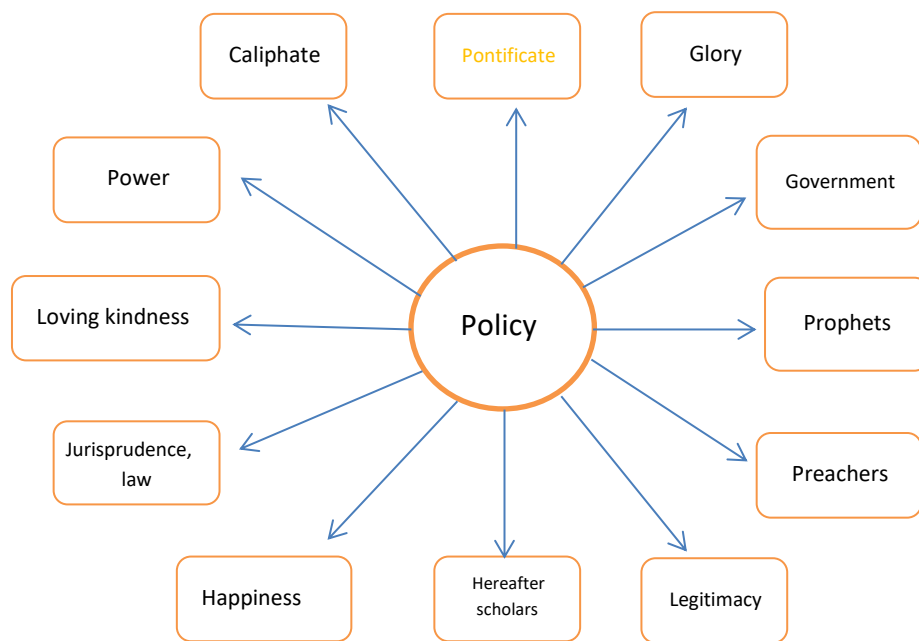 Caliphate
Pontificate
Glory
Power
Government
Loving kindness
Policy
Prophets
Jurisprudence,
law
Preachers
Happiness
Hereafter
scholars
Legitimacy